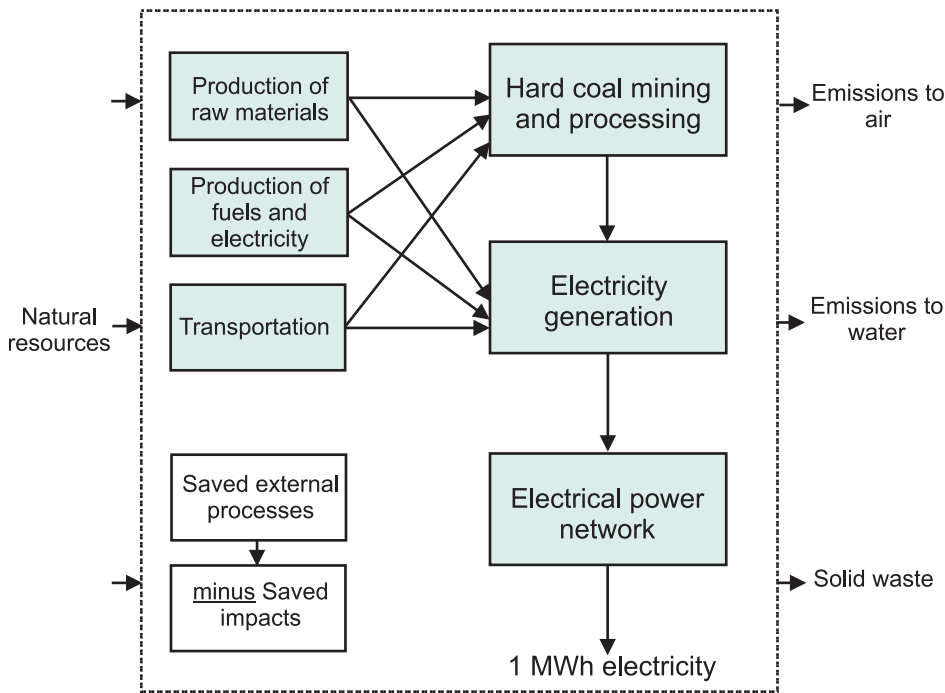 Production of
raw materials
Hard coal mining
and processing
Emissions to
air
Production of
fuels and
electricity
Natural
resources
Transportation
Electricity
generation
Emissions to
water
Saved external
processes
Electrical power
network
minus Saved
impacts
Solid waste
1 MWh electricity